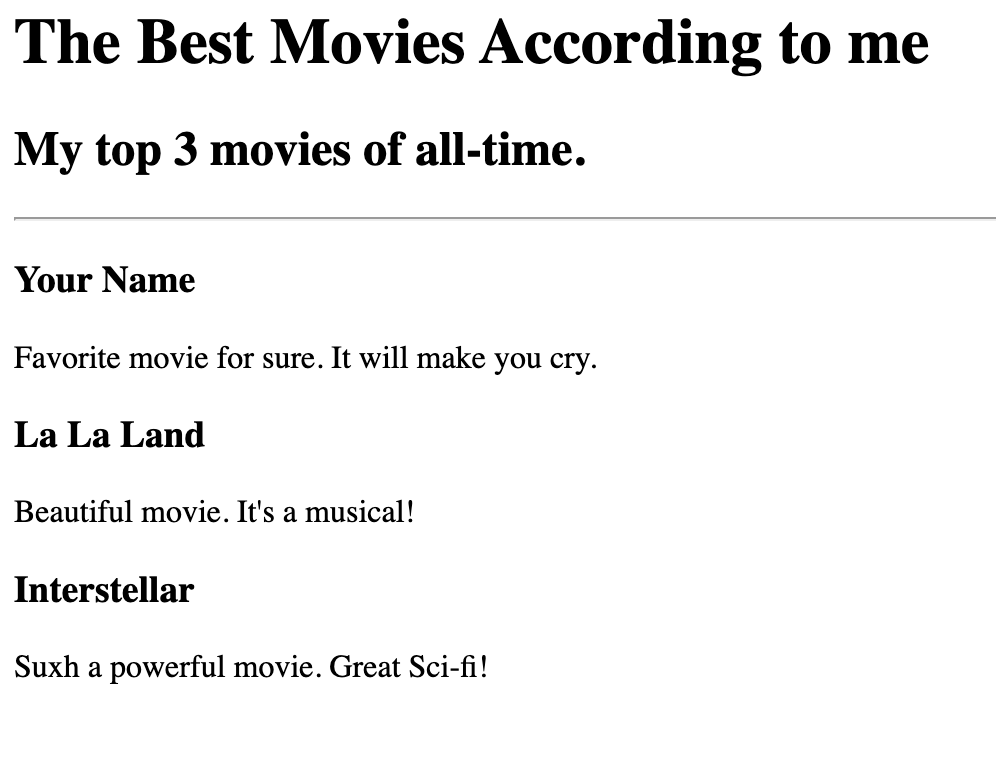 The Best Movies According to me
My top 3 movies of all-time.
Your Name
Favorite movie for sure. It will make you cry.
La La Land
Beautiful movie. It's a musical!
Interstellar
Suxh a powerful movie. Great Sci-fi!